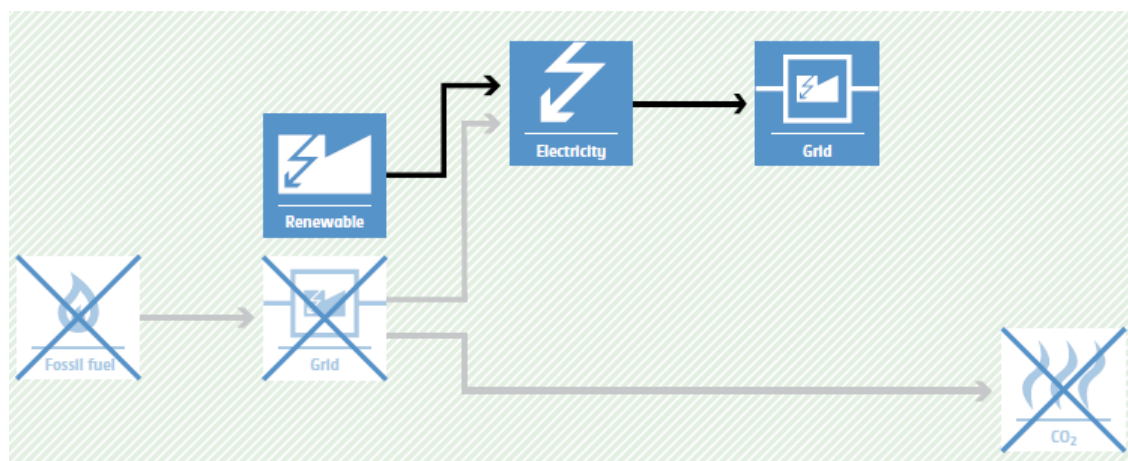 Electricity
Grid
Renewable
Fossil fuel
Grid
CO₂